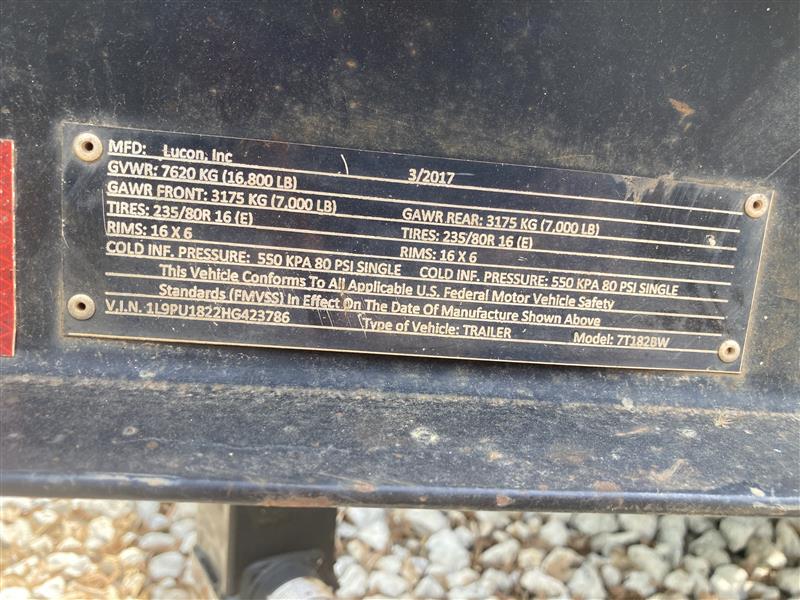 MFD: Lucon, Inc 3/2017
GVWR: 7620 KG (16,800 LB)
GAWR FRONT: 3175 KG (7,000 LB) GAWR REAR: 3175 KG (7,000 LB)
TIRES: 235/80R 16 (E) TIRES: 235/80R 16 (E)
RIMS: 16 X 6 RIMS: 16 X 6
COLD INF. PRESSURE: 550 KPA 80 PSI SINGLE COLD INF. PRESSURE: 550 KPA 80 PSI SINGLE
This Vehicle Conforms To All Applicable U.S. Federal Motor Vehicle Safety
Standards (FMVSS) In Effect On The Date Of Manufacture Shown Above
V.I.N. 1L9PU1822HG423786 Type of Vehicle: TRAILER Model: 7T182BW